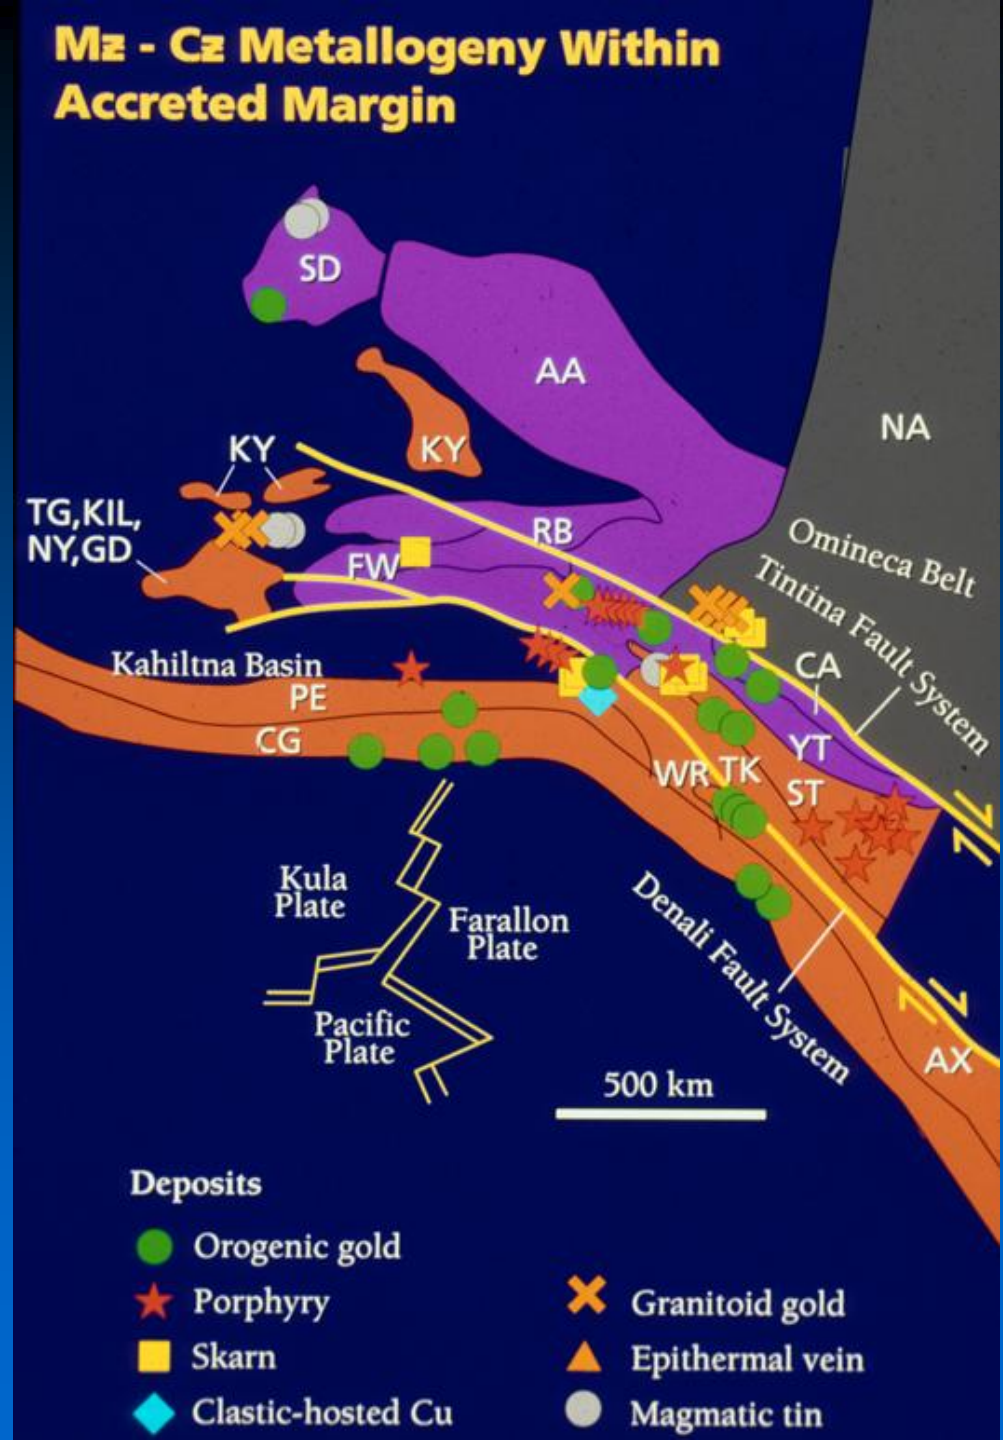 Mz - Cz Metallogeny Within
Accreted Margin
SD
AA
NA
KY
KY
TG,KIL,
NY,GD
RB
FW
Omineca Belt
Tintina Fault System
CA
Kahiltna Basin
PE
CG
YT
WR
TK
ST
Kula
Plate
Farallon
Plate
Pacific
Plate
Denali Fault System
AX
500 km
Deposits
Orogenic gold
Porphyry
Skarn
Clastic-hosted Cu
Granitoid gold
Epithermal vein
Magmatic tin